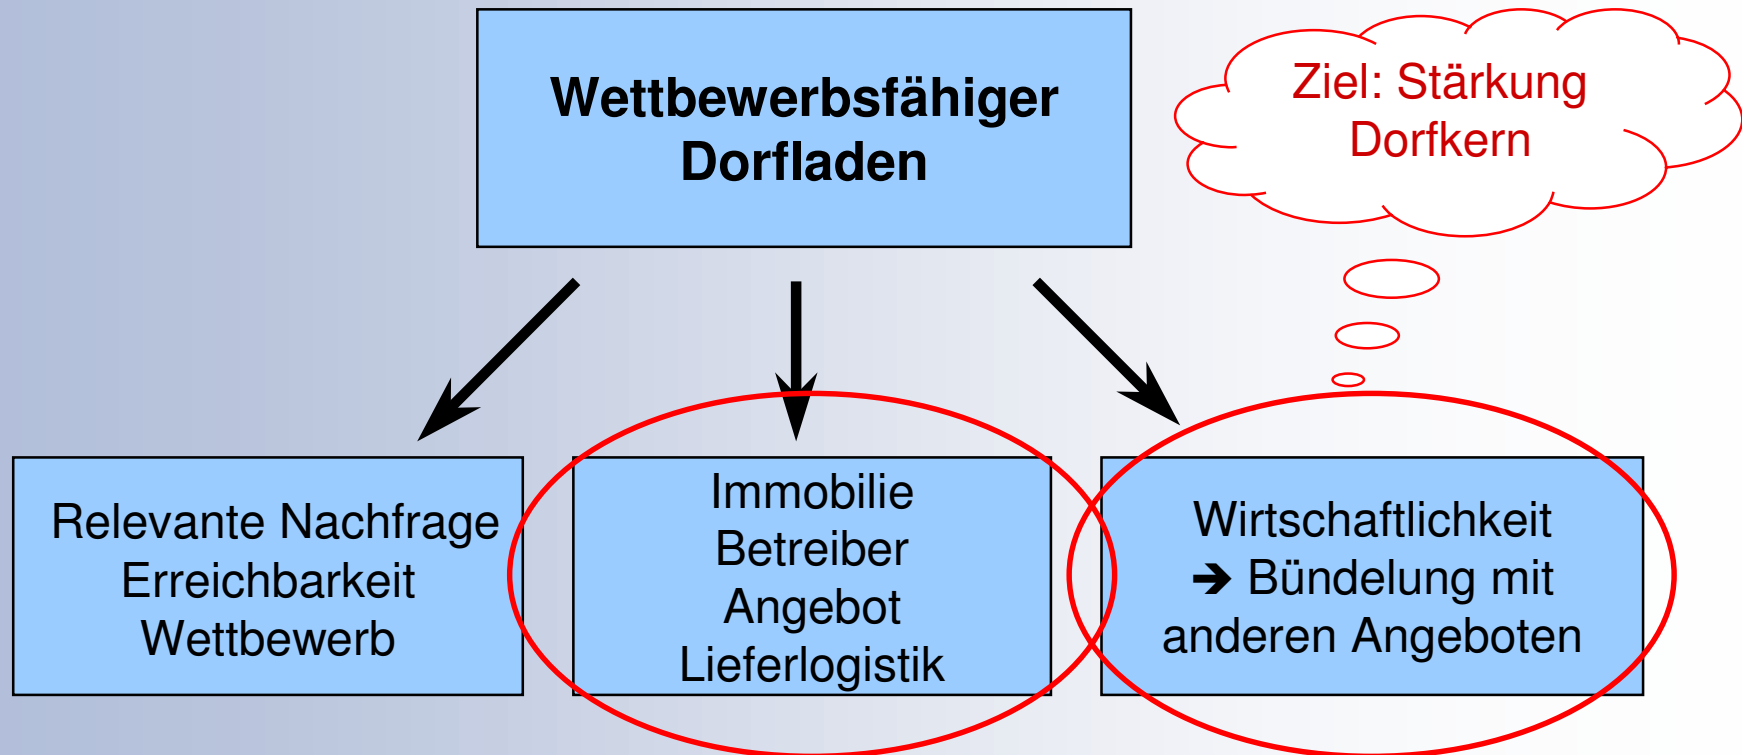 Wettbewerbsfähiger
Dorfladen
Ziel: Stärkung
Dorfkern
Relevante Nachfrage
Erreichbarkeit
Wettbewerb
Immobilie
Betreiber
Angebot
Lieferlogistik
Wirtschaftlichkeit
➔ Bündelung mit
anderen Angeboten